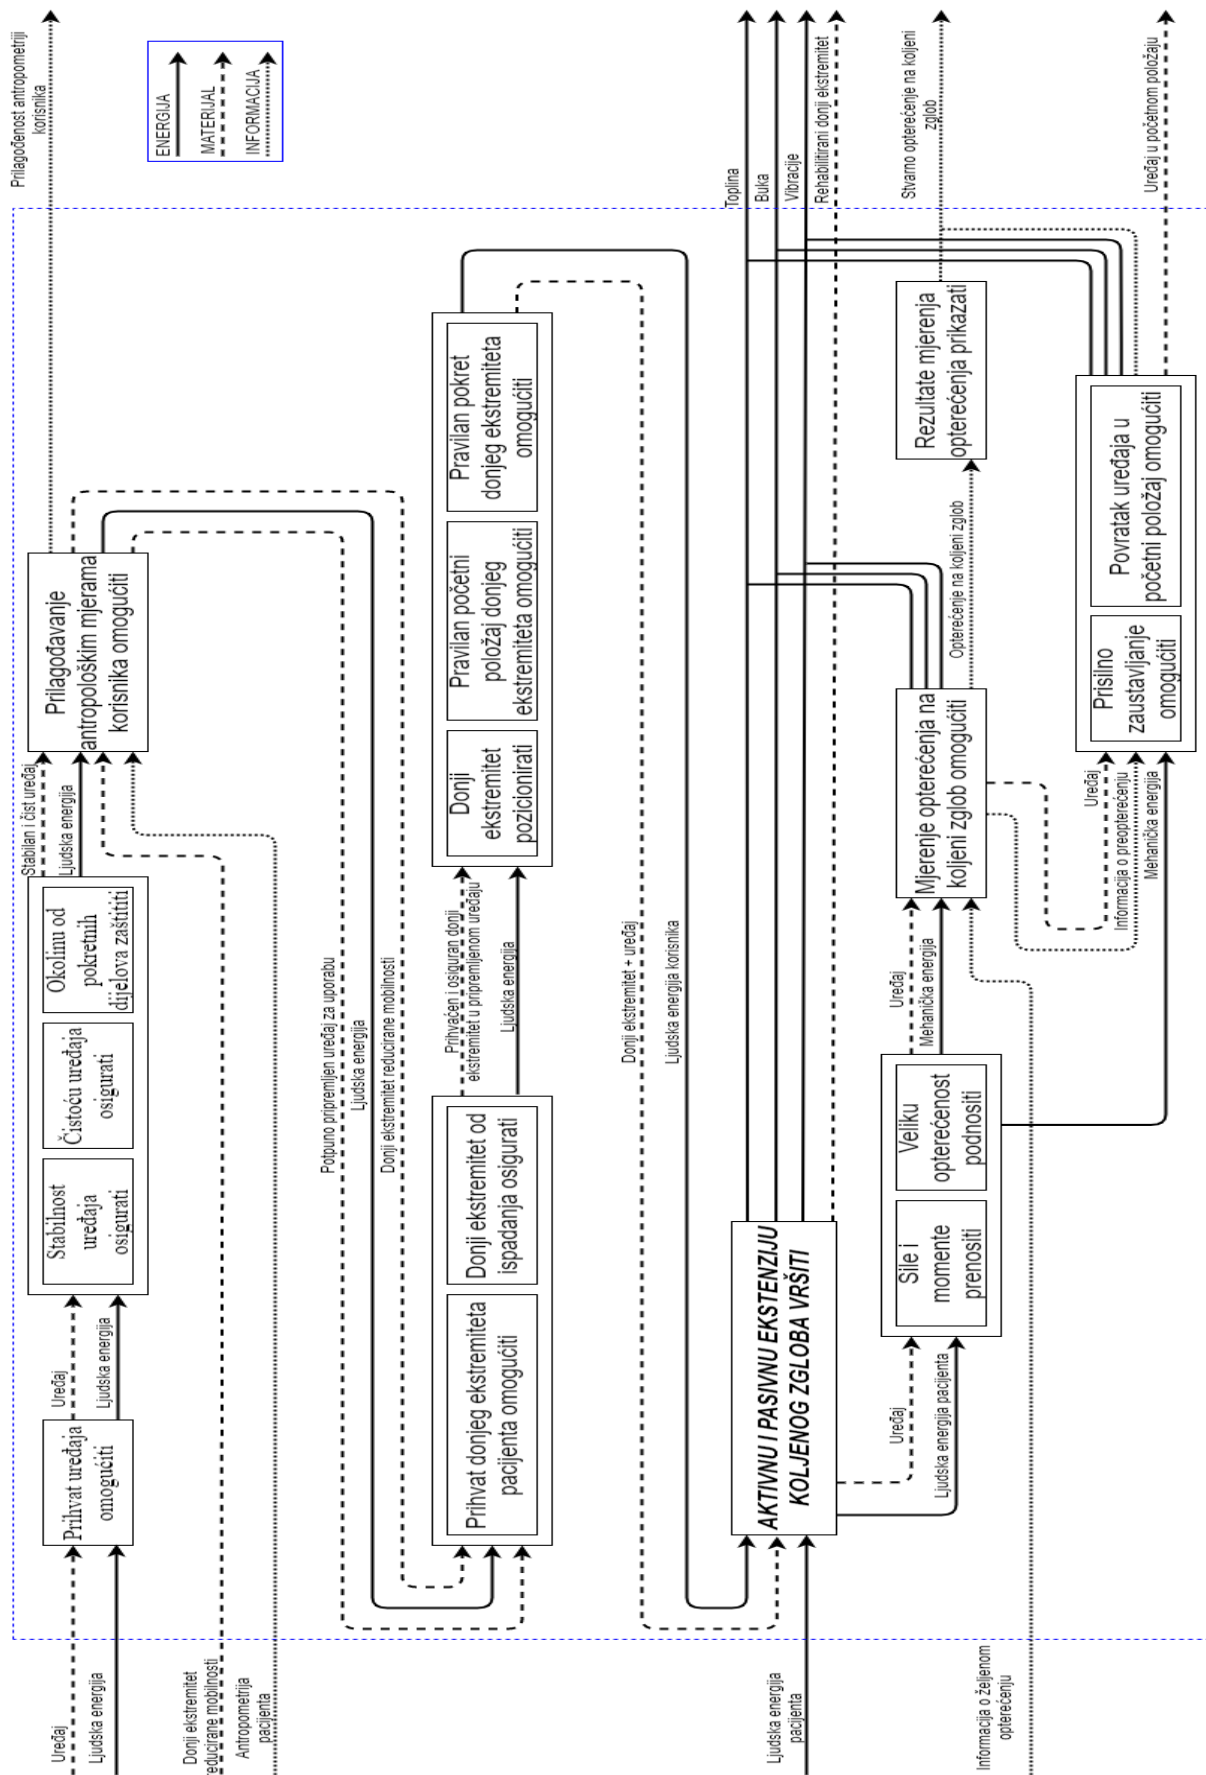 Uređaj
Ljudska energija
Donji ekstremitet
reducirane mobilnosti
Antropometrija
pacijenta
Prihvat uređaja
omogućiti
Uređaj
Ljudska energija
Stabilnost
uređaja
osigurati
Čistoću uređaja
osigurati
Okolinu od
pokretnih
dijelova zaštititi
Stabilan i čist uređaj
Ljudska energija
Prilagođavanje
antropološkim mjerama
korisnika omogućiti
Prilagođenost antropometriji
korisnika
ENERGIJA
MATERIJAL
INFORMACIJA
Potpuno pripremljen uređaj za uporabu
Ljudska energija
Donji ekstremitet reducirane mobilnosti
Prihvat donjeg ekstremiteta
pacijenta omogućiti
Donji ekstremitet od
ispadanja osigurati
Prihvaćen i osiguran donji
ekstremitet u pripremljenom uređaju
Ljudska energija
Donji
ekstremitet
pozicionirati
Pravilan početni
položaj donjeg
ekstremiteta omogućiti
Pravilan pokret
donjeg ekstremiteta
omogućiti
Donji ekstremitet + uređaj
Ljudska energija korisnika
Ljudska energija
pacijenta
AKTIVNU I PASIVNU EKSTENZIJU
KOLJENOG ZGLOBA VRŠITI
Toplina
Buka
Vibracije
Rehabilitirani donji ekstremitet
Uređaj
Ljudska energija pacijenta
Sile i
momente
prenositi
Veliku
opterećenost
podnositi
Uređaj
Mehanička energija
Informacija o željenom
opterećenju
Mjerenje opterećenja na
koljeni zglob omogućiti
Opterećenje na koljeni zglob
Rezultate mjerenja
opterećenja prikazati
Stvarno opterećenje na koljeni
zglob
Uređaj
Informacija o preopterećenju
Mehanička energija
Prisilno
zaustavljanje
omogućiti
Povratak uređaja u
početni položaj omogućiti
Uređaj u početnom položaju